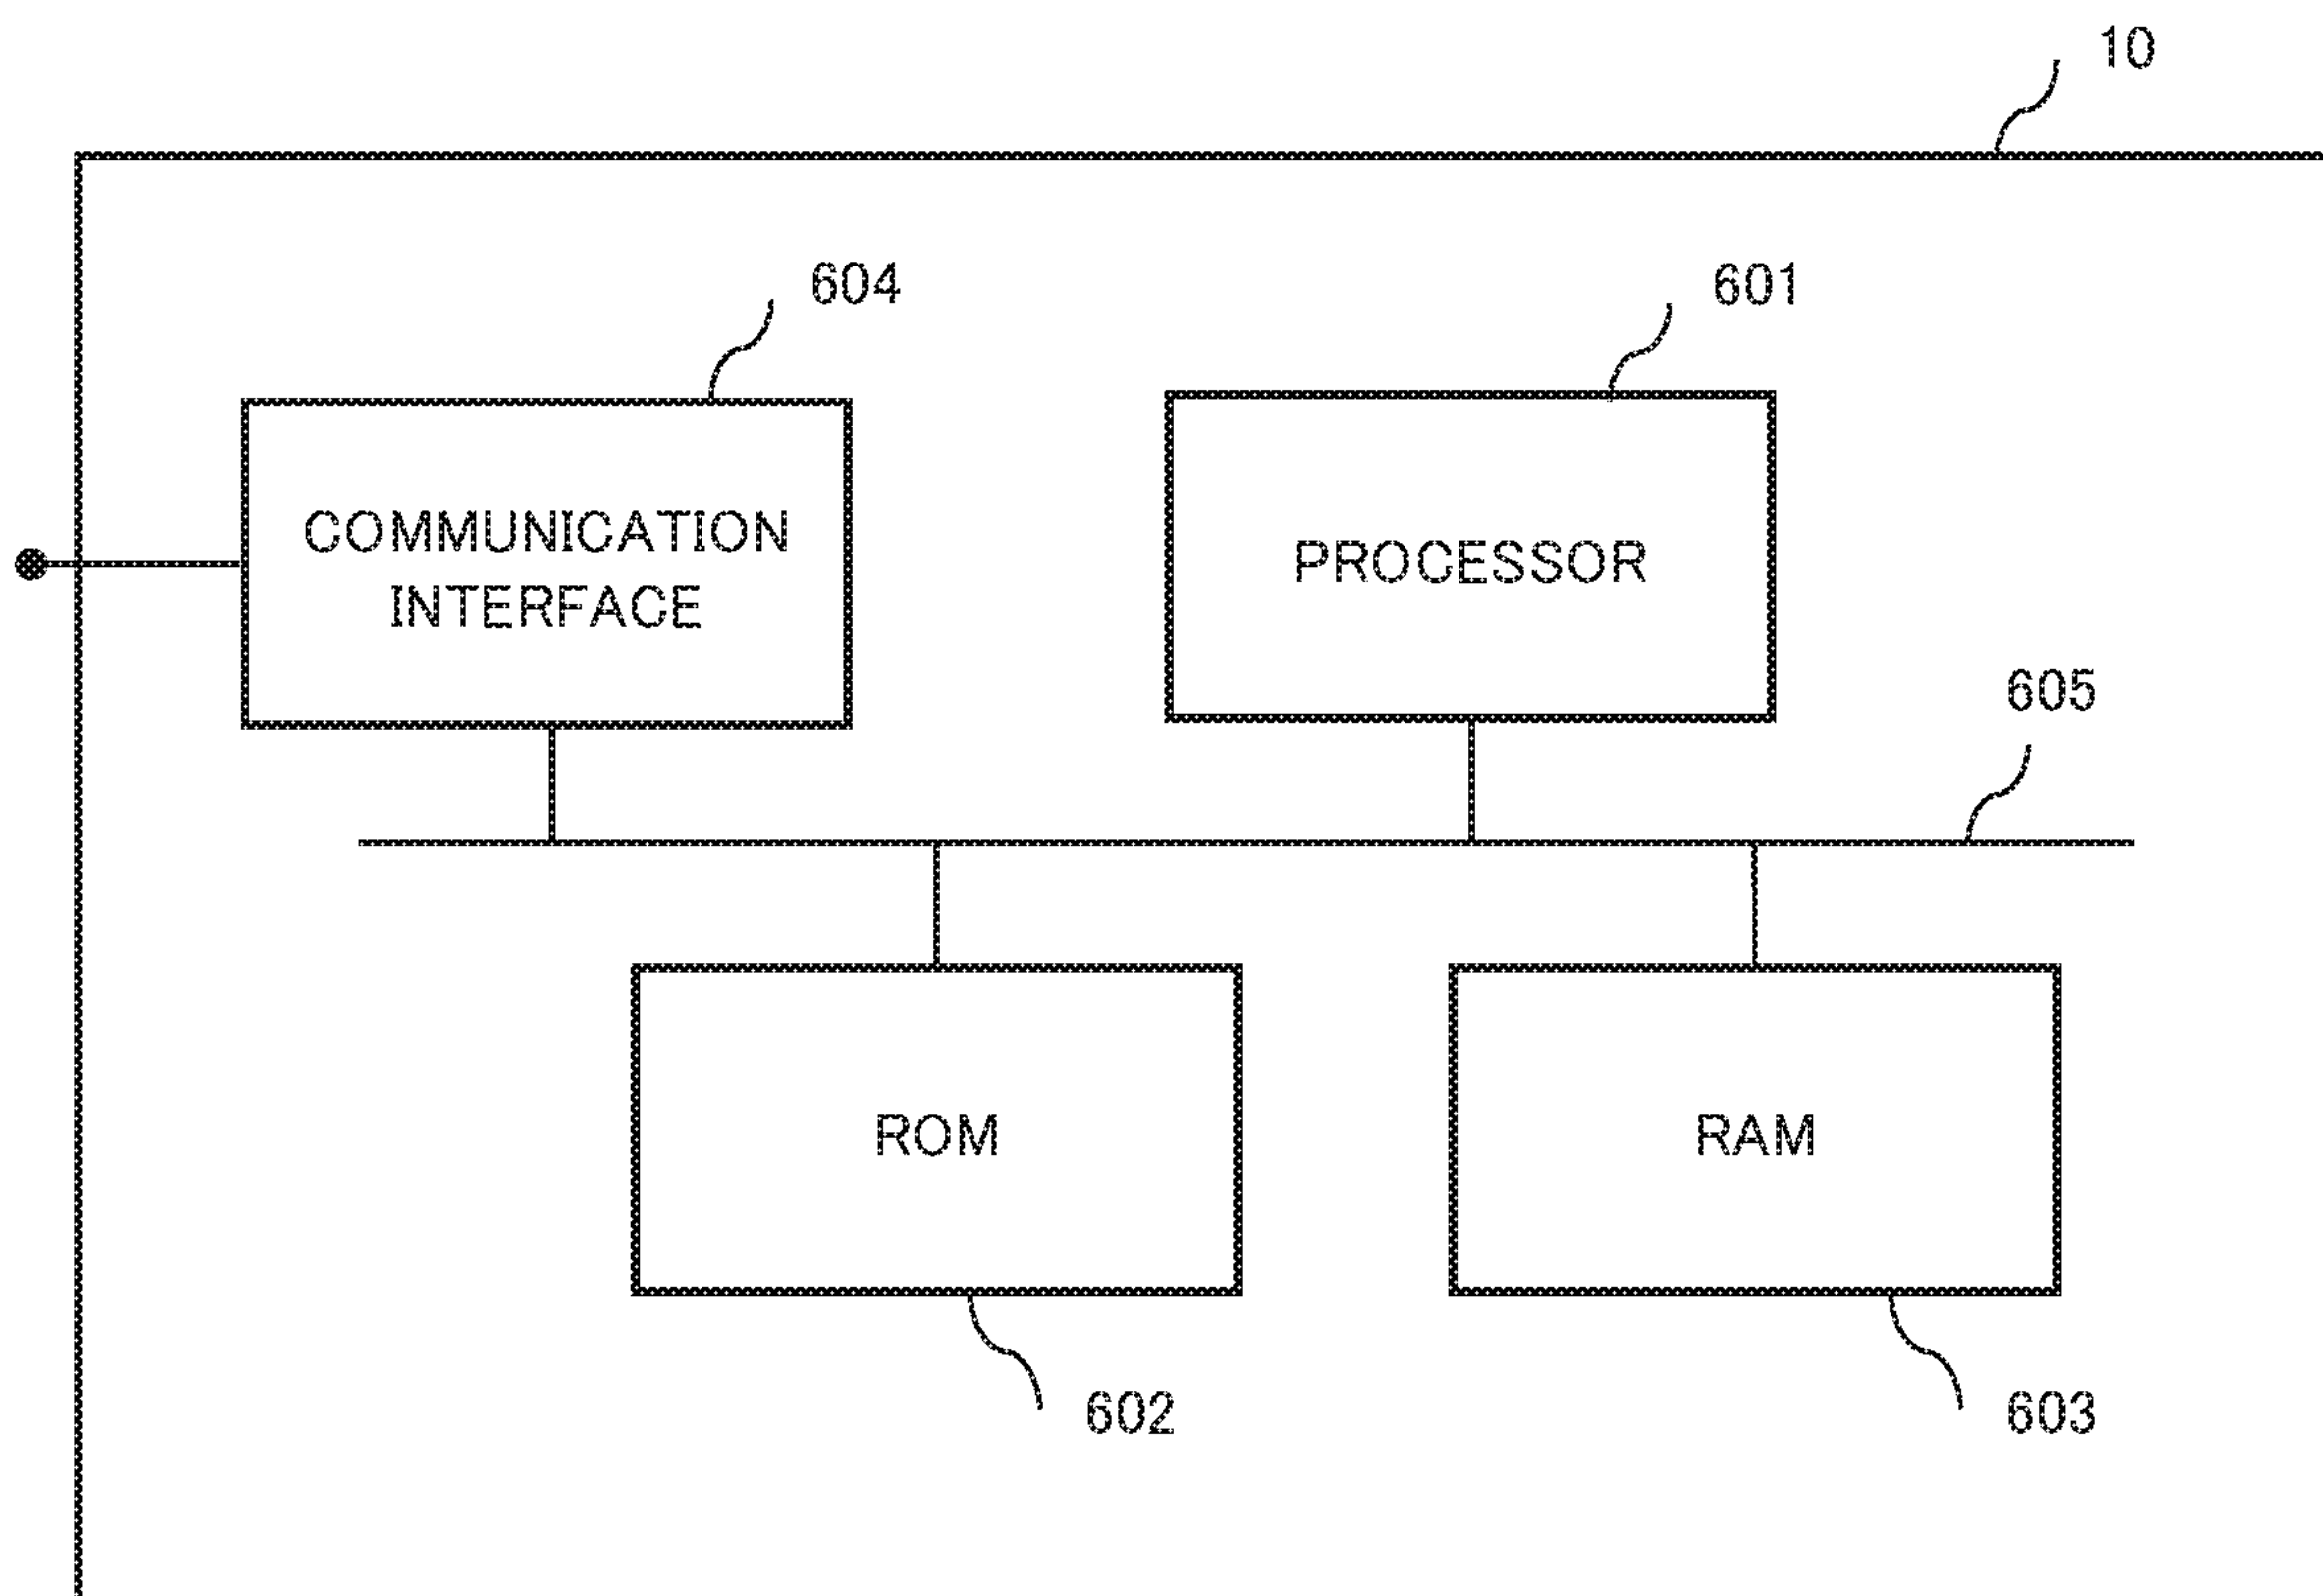 10
604
601
COMMUNICATION
INTERFACE
PROCESSOR
605
ROM
RAM
602
603